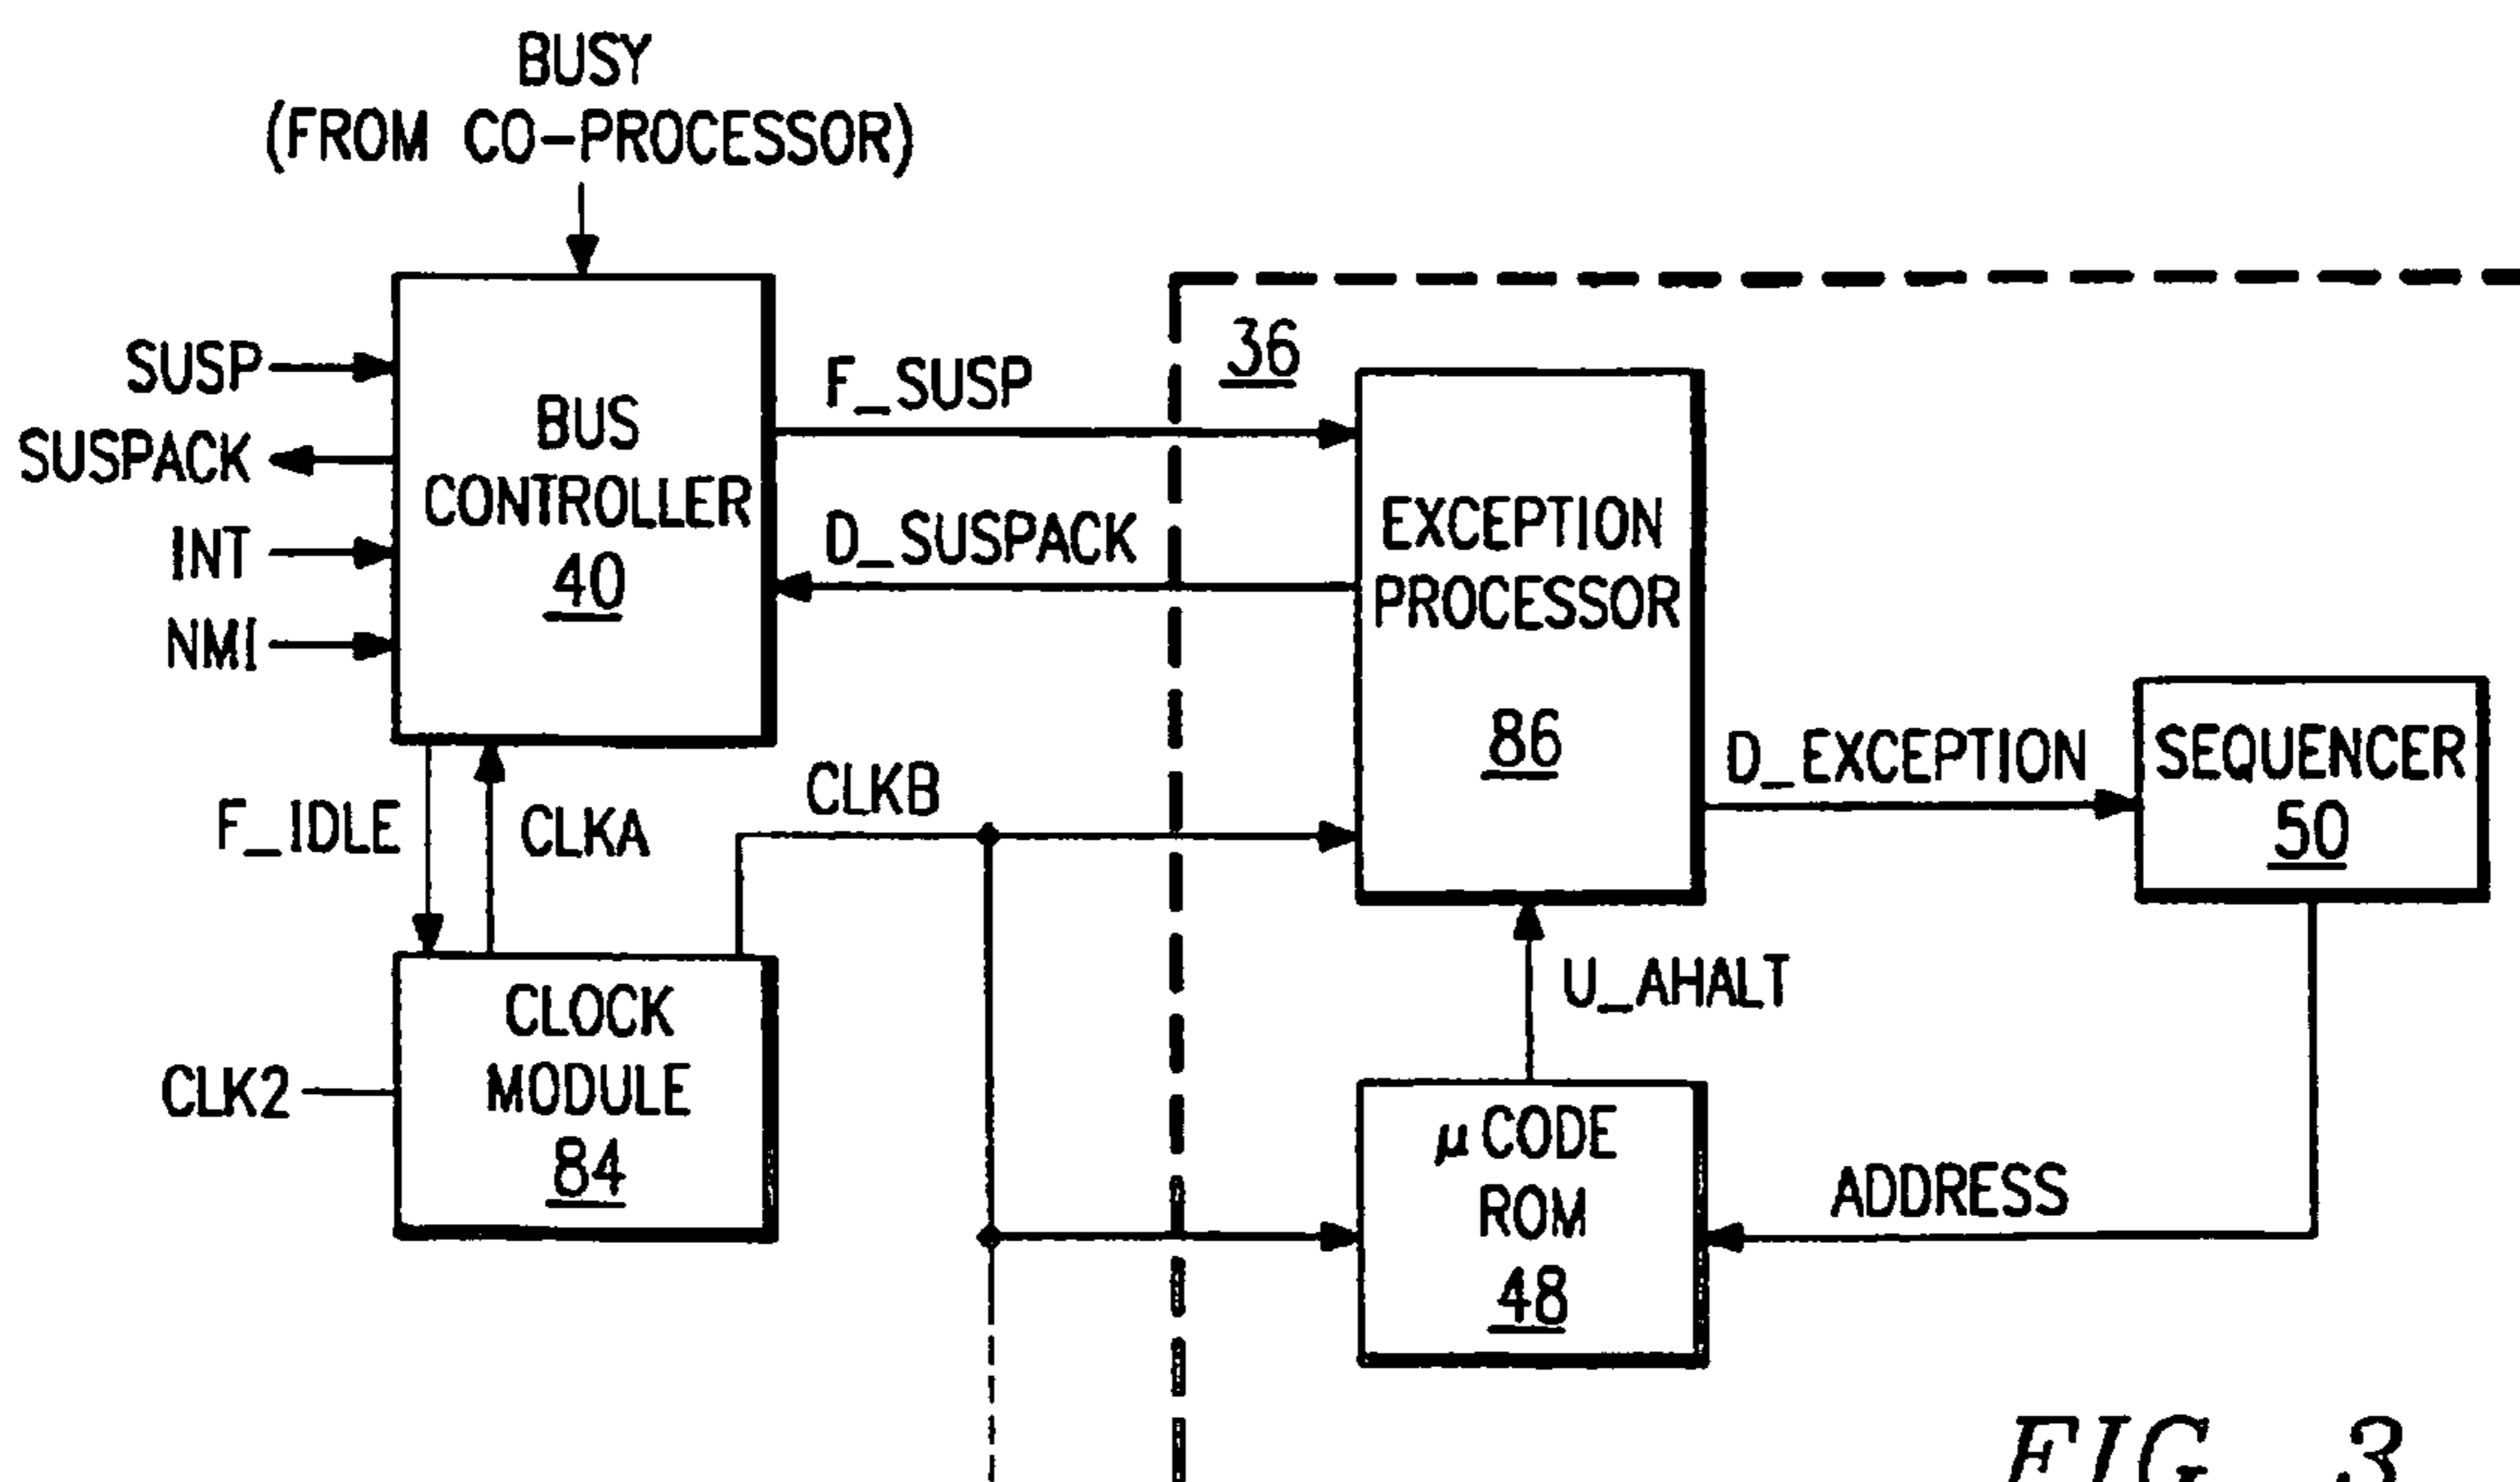 BUSY
(FROM CO-PROCESSOR)
SUSP
SUSPACK
INT
NMI
BUS
CONTROLLER
40
F_SUSP
D_SUSPACK
36
EXCEPTION
PROCESSOR
86
D_EXCEPTION
SEQUENCER
50
F_IDLE
CLKA
CLKB
CLK2
CLOCK
MODULE
84
U_AHALT
μCODE
ROM
48
ADDRESS
FIG. 3